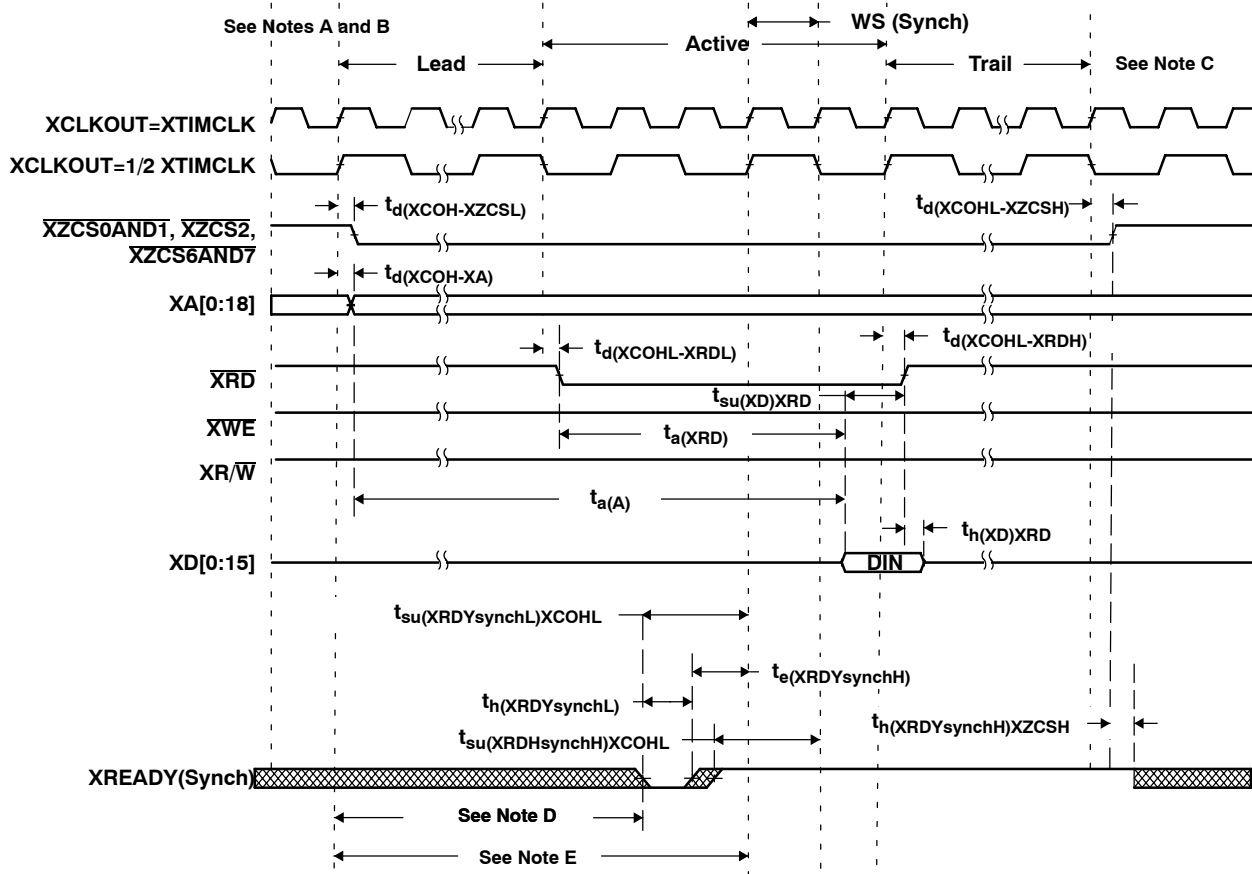 See Notes A and B
WS (Synch)
Active
Lead
Trail
See Note C
XCLKOUT=XTIMCLK
XCLKOUT=1/2 XTIMCLK
td(XCOH-XZCSL)
td(XCOHL-XZCSH)
XZCS0AND1, XZCS2,
XZCS6AND7
td(XCOH-XA)
XA[0:18]
td(XCOHL-XRDL)
td(XCOHL-XRDH)
XRD
tsu(XD)XRD
XWE
ta(XRD)
XR/W
ta(A)
th(XD)XRD
XD[0:15]
DIN
tsu(XRDYsynchL)XCOHL
te(XRDYsynchH)
th(XRDYsynchL)
th(XRDYsynchH)XZCSH
tsu(XRDHsynchH)XCOHL
XREADY(Synch)
See Note D
See Note E